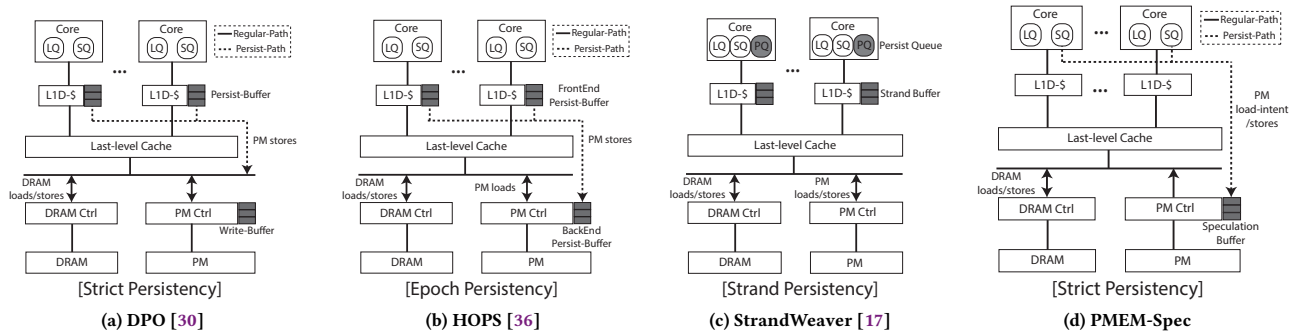 Core
LQ
SQ
...
Core
LQ
SQ
Regular-Path
Persist-Path
L1D-$
L1D-$
Persist-Buffer
Last-level Cache
PM stores
DRAM
loads/stores
DRAM Ctrl
PM Ctrl
Write-Buffer
DRAM
PM
[Strict Persistency]
(a) DPO [30]
Core
LQ
SQ
...
Core
LQ
SQ
Regular-Path
Persist-Path
L1D-$
L1D-$
FrontEnd
Persist-Buffer
Last-level Cache
PM stores
DRAM
loads/stores
PM loads
DRAM Ctrl
PM Ctrl
BackEnd
Persist-Buffer
DRAM
PM
[Epoch Persistency]
(b) HOPS [36]
Core
LQ
SQ
PQ
...
Core
LQ
SQ
PQ
Persist Queue
L1D-$
L1D-$
Strand Buffer
Last-level Cache
DRAM
loads/stores
PM
loads/stores
DRAM Ctrl
PM Ctrl
DRAM
PM
[Strand Persistency]
(c) StrandWeaver [17]
Core
LQ
SQ
...
Core
LQ
SQ
Regular-Path
Persist-Path
L1D-$
...
L1D-$
PM
load-intent
/stores
Last-level Cache
DRAM
loads/stores
DRAM Ctrl
PM Ctrl
Speculation
Buffer
DRAM
PM
[Strict Persistency]
(d) PMEM-Spec